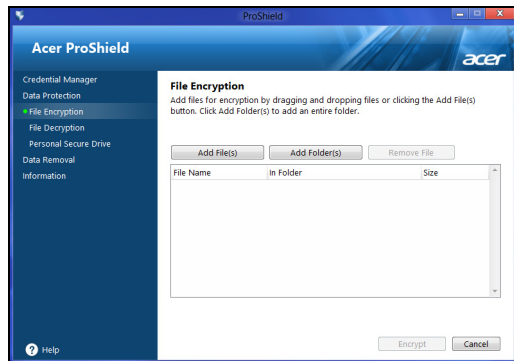 ProShield
Acer ProShield
acer
Credential Manager
Data Protection
File Encryption
File Decryption
Personal Secure Drive
Data Removal
Information
Help
File Encryption
Add files for encryption by dragging and dropping files or clicking the Add File(s)
button. Click Add Folder(s) to add an entire folder.
Add File(s) Add Folder(s) Remove File
File Name In Folder Size
Encrypt Cancel